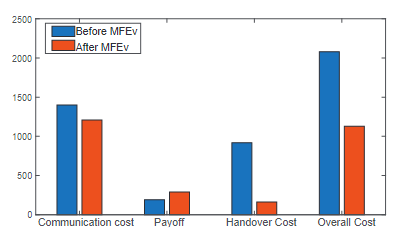 2500
2000
1500
1000
500
0
Before MFEv
After MFEv
Communication cost Payoff Handover Cost Overall Cost